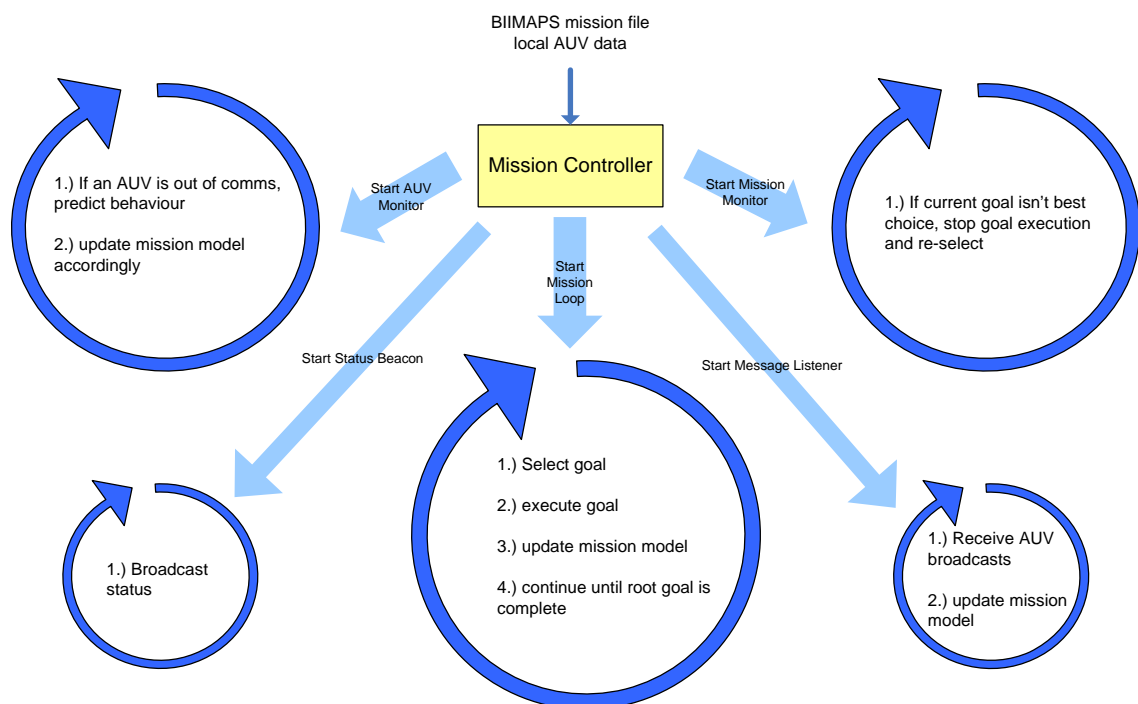 BIIMAPS mission file
local AUV data
Mission Controller
Start AUV
Monitor
Start Mission
Monitor
1.) If an AUV is out of comms,
predict behaviour
2.) update mission model
accordingly
1.) If current goal isn’t best
choice, stop goal execution
and re-select
Start
Mission
Loop
Start Status Beacon
Start Message Listener
1.) Select goal
2.) execute goal
3.) update mission model
4.) continue until root goal is
complete
1.) Broadcast
status
1.) Receive AUV
broadcasts
2.) update mission
model